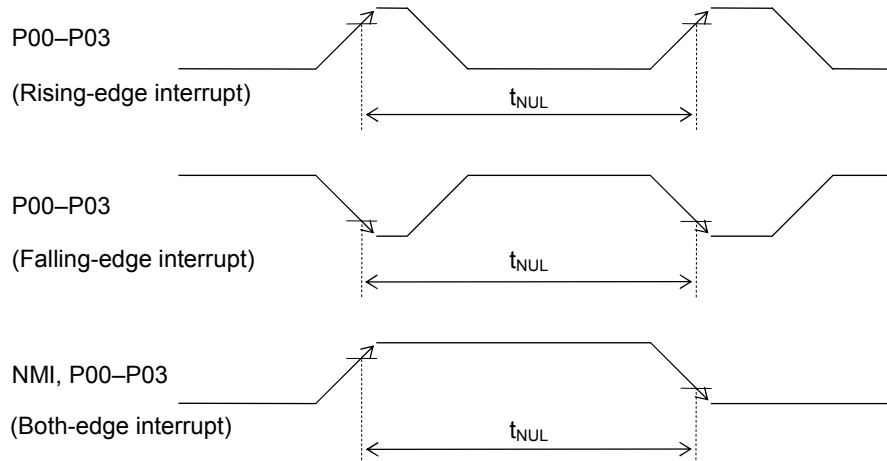 P00–P03
(Rising-edge interrupt)
tNUL
P00–P03
(Falling-edge interrupt)
tNUL
NMI, P00–P03
(Both-edge interrupt)
tNUL